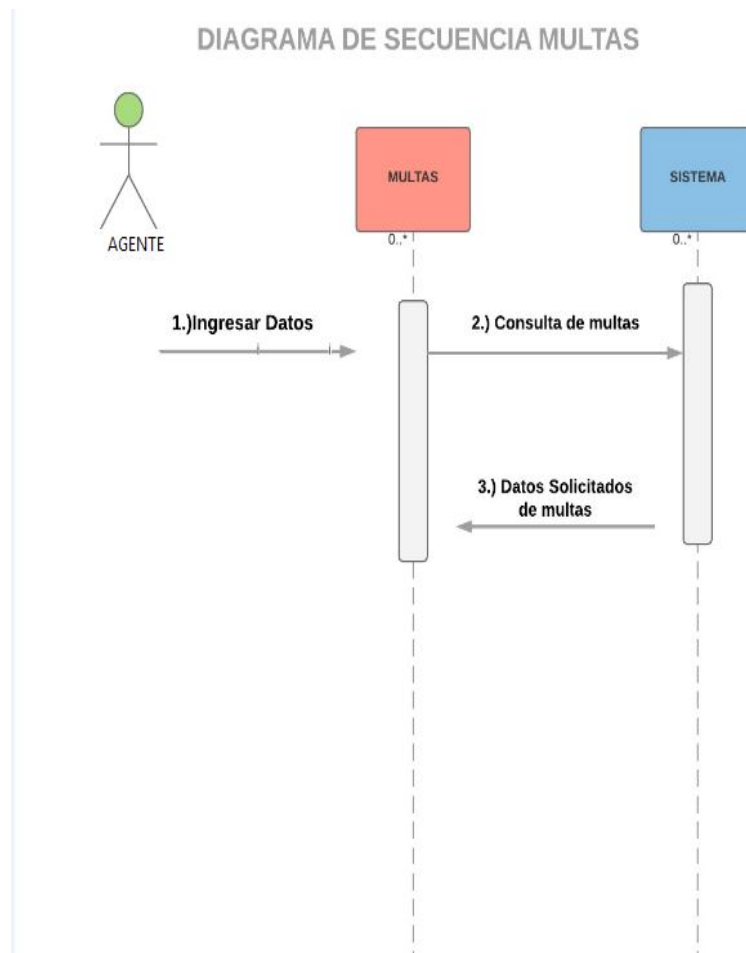 DIAGRAMA DE SECUENCIA MULTAS
AGENTE
MULTAS
SISTEMA
0..*
0..*
1.)Ingresar Datos
2.) Consulta de multas
3.) Datos Solicitados
de multas